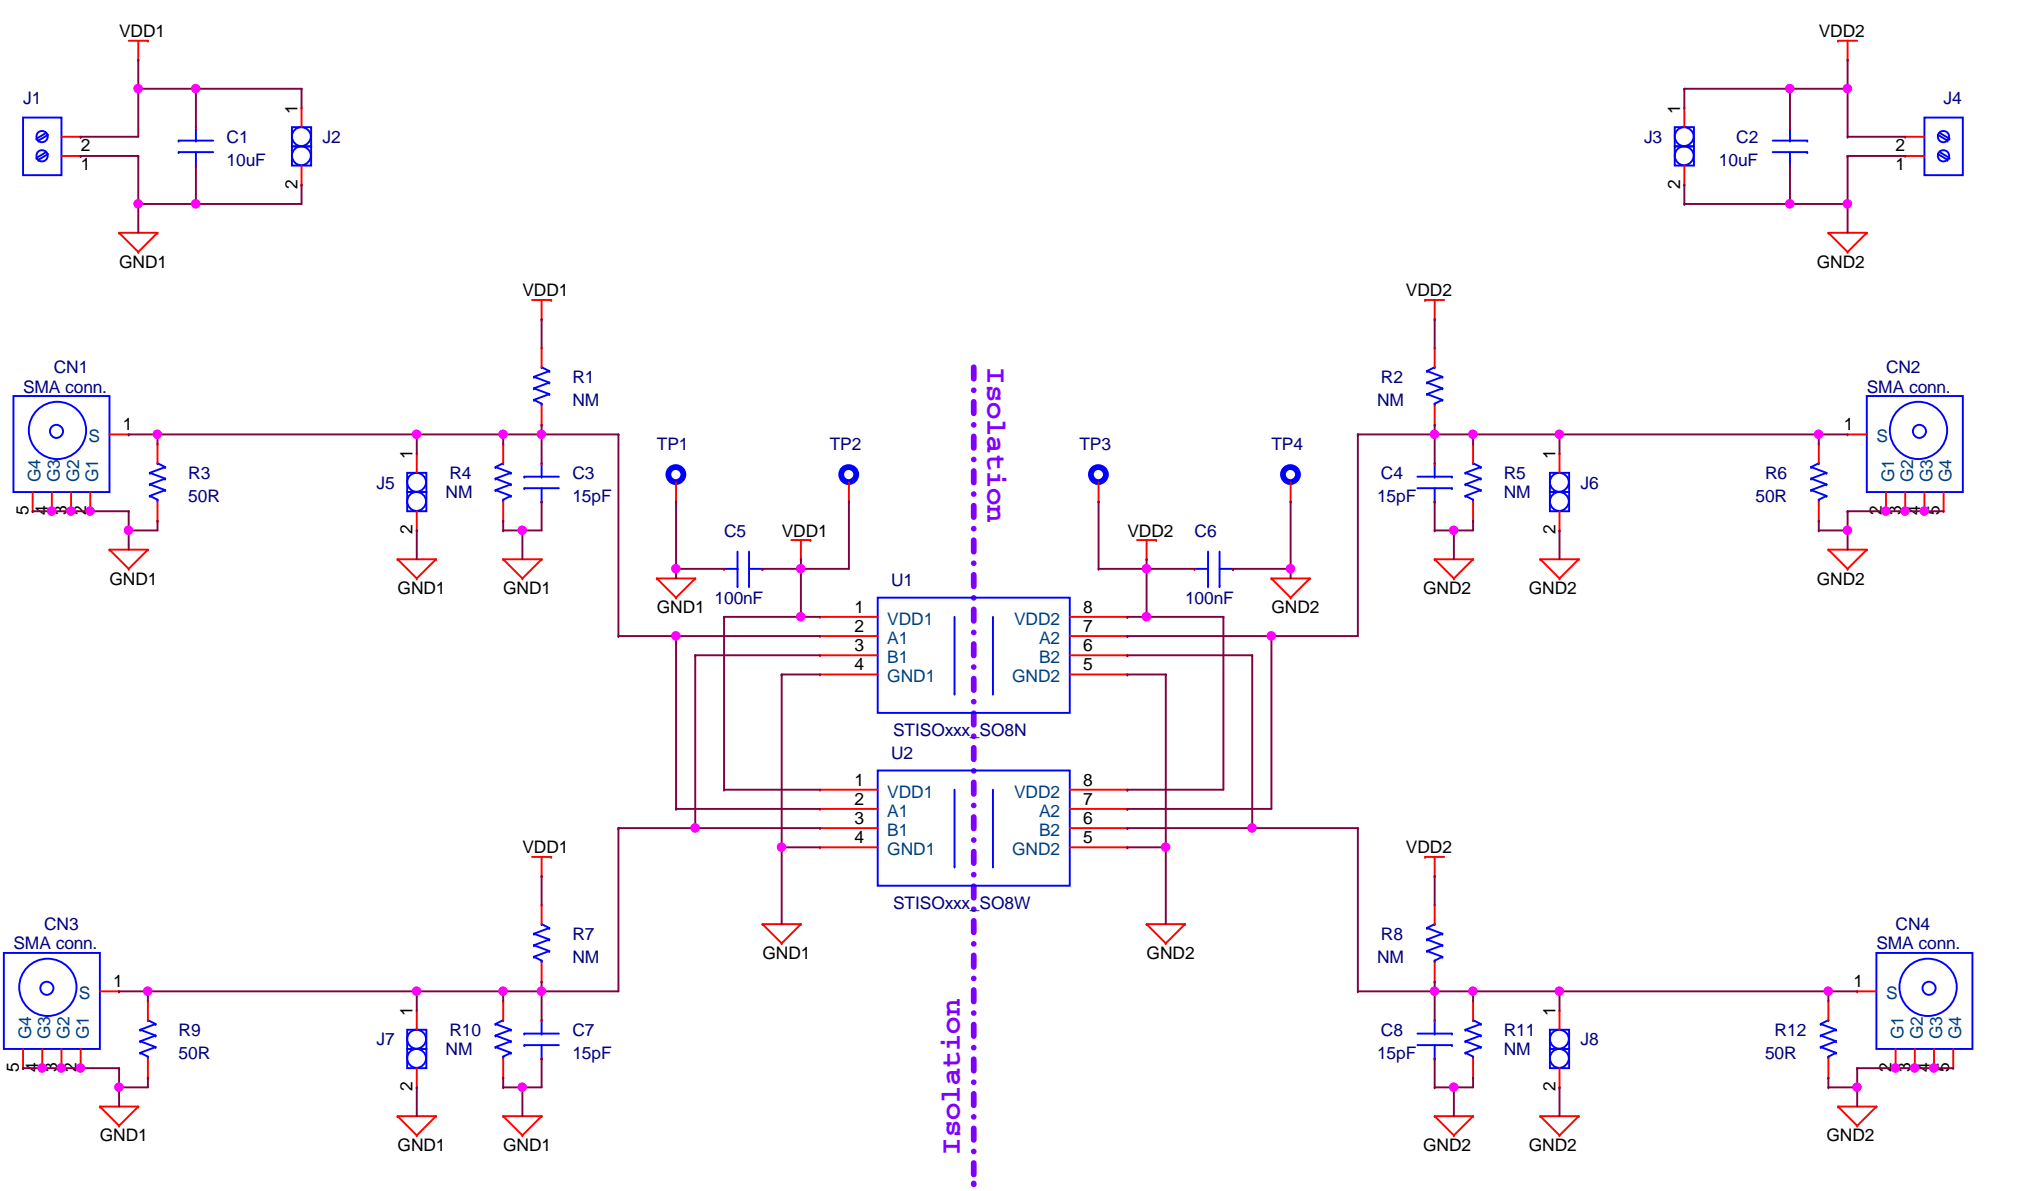 VDD1
VDD2
J1
2
1
C1
10uF
1
J2
2
GND1
1
J3
2
C2
10uF
J4
2
1
GND2
VDD1
VDD2
CN1
SMA conn.
S
1
G4
G3
G2
G1
5
4
3
2
R3
50R
GND1
1
J5
2
GND1
R4
NM
R1
NM
C3
15pF
GND1
TP1
TP2
C5
100nF
VDD1
GND1
Isolation
TP3
TP4
VDD2
C6
100nF
GND2
R2
NM
C4
15pF
R5
NM
GND2
1
J6
2
GND2
R6
50R
CN2
SMA conn.
1
S
G1
G2
G3
G4
2
3
4
5
GND2
U1
1
VDD1
VDD2
8
2
A1
A2
7
3
B1
B2
6
4
GND1
GND2
5
STISOxxx_SO8N
U2
1
VDD1
VDD2
8
2
A1
A2
7
3
B1
B2
6
4
GND1
GND2
5
STISOxxx_SO8W
GND1
GND2
VDD1
VDD2
CN3
SMA conn.
S
1
G4
G3
G2
G1
5
4
3
2
R9
50R
GND1
1
J7
2
GND1
R10
NM
R7
NM
C7
15pF
GND1
Isolation
R8
NM
C8
15pF
R11
NM
GND2
1
J8
2
GND2
R12
50R
CN4
SMA conn.
1
S
G1
G2
G3
G4
2
3
4
5
GND2